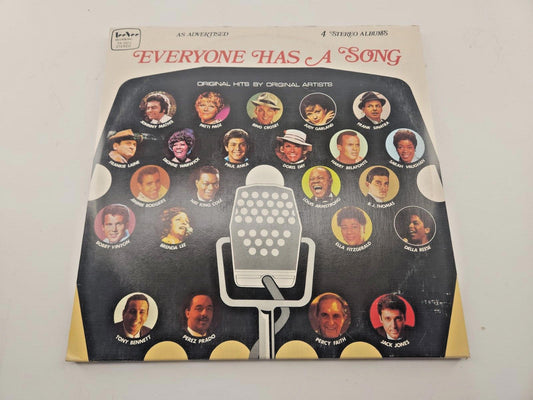 AS ADVERTISED
4 STEREO ALBUMS
EVERYONE HAS A SONG
ORIGINAL HITS BY ORIGINAL ARTISTS
PATTI PAGE
BING CROSBY
JUDY GARLAND
FRANK SINATRA
FRANKIE LAINE
DIONNE WARWICK
PAUL ANKA
DORIS DAY
HARRY BELAFONTE
SARAH VAUGHAN
JIMMIE RODGERS
NAT KING COLE
LOUIS ARMSTRONG
B. J. THOMAS
BOBBY VINTON
BRENDA LEE
ELLA FITZGERALD
DELLA REESE
TONY BENNETT
PEREZ PRADO
PERCY FAITH
JACK JONES